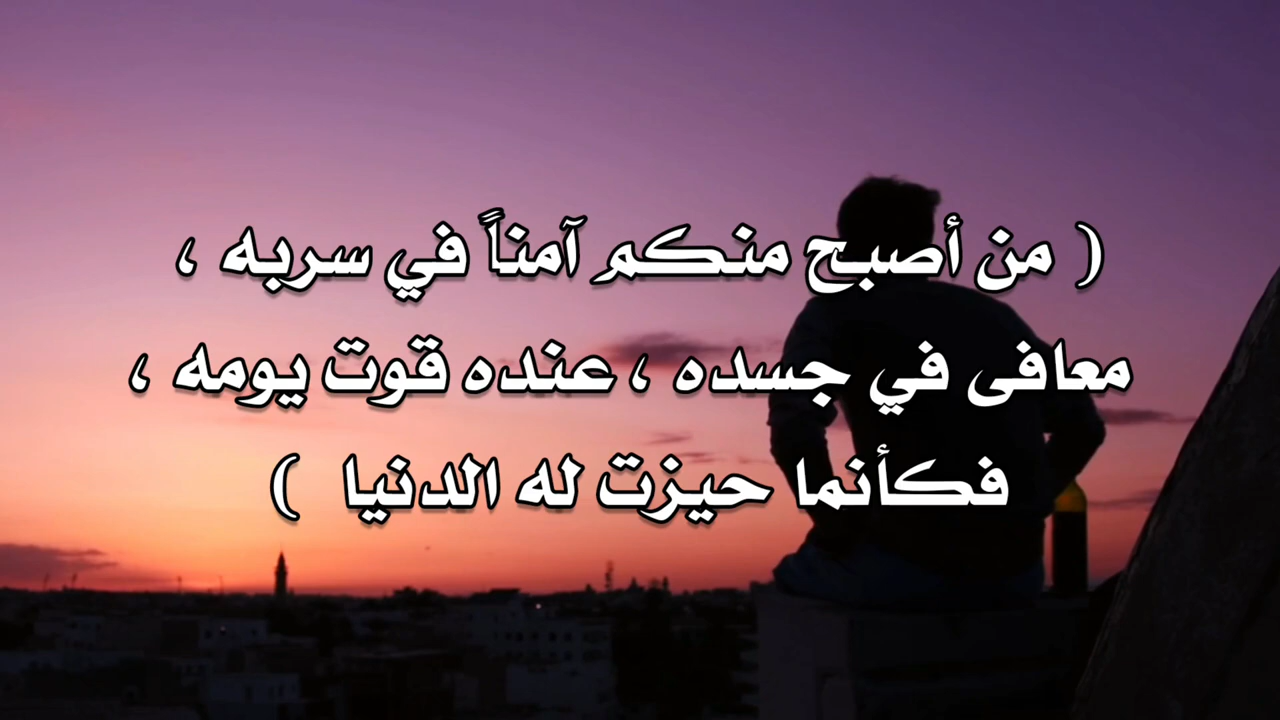 ( من أصبح منكم آمناً في سربه ،
معافى في جسده ، عنده قوت يومه ،
فكأنما حيزت له الدنيا )